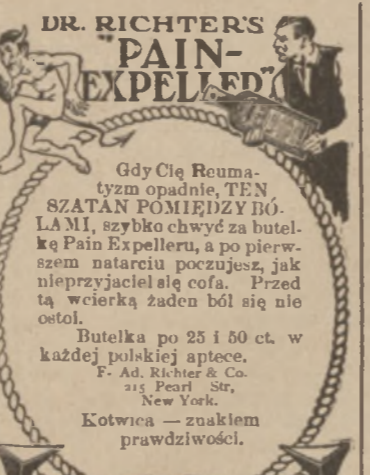 DR. RICHTER'S
"PAIN-
EXPELLER"
Gdy Cię Reuma-
tyzm opadnie, TEN
SZATAN POMIĘDZY BÓ-
LAMI, szybko chwyć za butel-
kę Pain Expelleru, a po pierw-
szem natarciu poczujesz, jak
nieprzyjaciel się cofa. Przed
tą wcierką żaden ból się nie
ostoi.
Butelka po 25 i 50 ct. w
każdej polskiej aptece.
F- Ad. Richter & Co.
215 Pearl Str,
New York.
Kotwica — znakiem
prawdziwości.